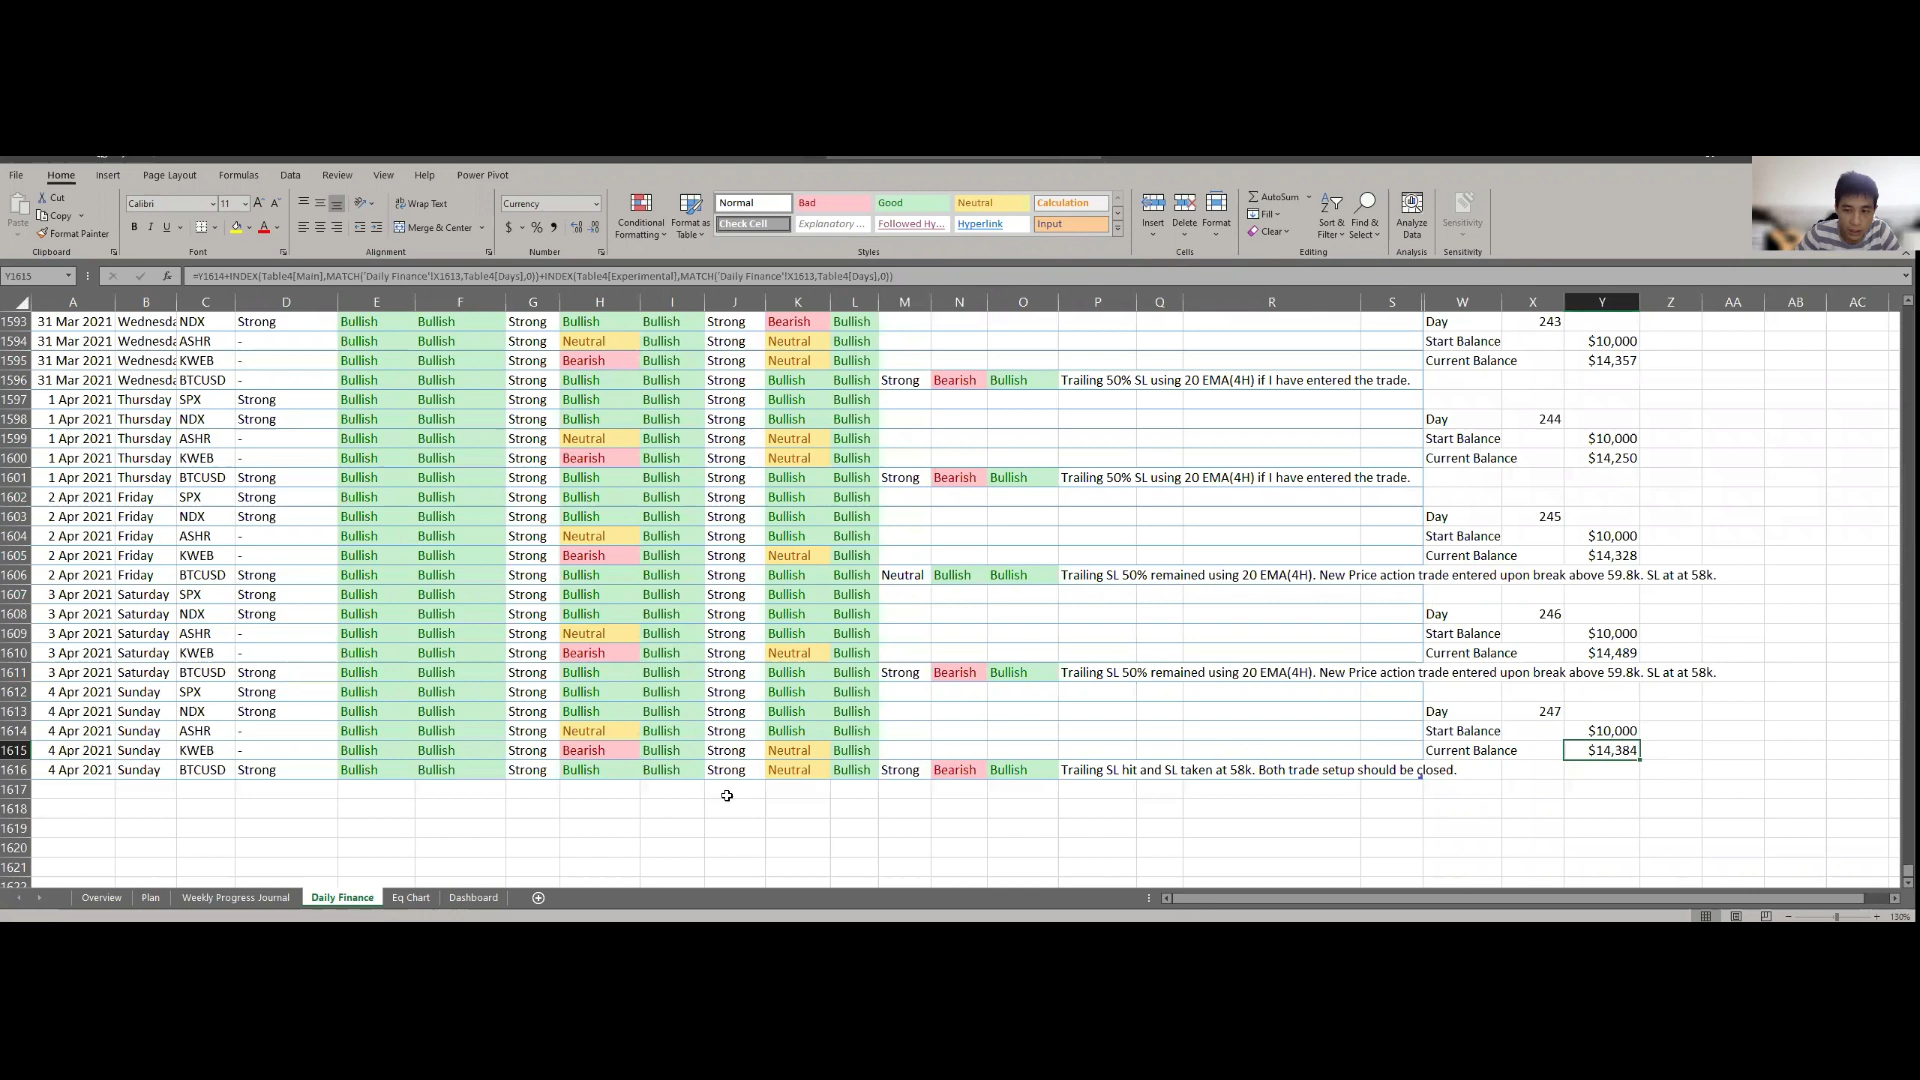 File Home Insert Page Layout Formulas Data Review View Help Power Pivot
Cut Calibri 11 A A Wrap Text Currency Normal Bad Good Neutral Calculation AutoSum
Paste Copy Format Painter B I U A Merge & Center $ % Conditional Formatting Format as Table Check Cell Explanatory ... Followed Hy... Hyperlink Input Insert Delete Format Fill Clear Sort & Filter Find & Select Analyze Data Sensitivity
Clipboard Font Alignment Number Styles Cells Editing Analysis Sensitivity
Y1615 fx =Y1614+INDEX(Table4[Main],MATCH('Daily Finance'!X1613,Table4[Days],0))+INDEX(Table4[Experimental],MATCH('Daily Finance'!X1613,Table4[Days],0))
A B C D E F G H I J K L M N O P Q R S W X Y Z AA AB AC
1593 31 Mar 2021 Wednesda NDX Strong Bullish Bullish Strong Bullish Bullish Strong Bearish Bullish Day 243
1594 31 Mar 2021 Wednesda ASHR - Bullish Bullish Strong Neutral Bullish Strong Neutral Bullish Start Balance $10,000
1595 31 Mar 2021 Wednesda KWEB - Bullish Bullish Strong Bearish Bullish Strong Neutral Bullish Current Balance $14,357
1596 31 Mar 2021 Wednesda BTCUSD - Bullish Bullish Strong Bullish Bullish Strong Bullish Bullish Strong Bearish Bullish Trailing 50% SL using 20 EMA(4H) if I have entered the trade.
1597 1 Apr 2021 Thursday SPX Strong Bullish Bullish Strong Bullish Bullish Strong Bullish Bullish
1598 1 Apr 2021 Thursday NDX Strong Bullish Bullish Strong Bullish Bullish Strong Bullish Bullish Day 244
1599 1 Apr 2021 Thursday ASHR - Bullish Bullish Strong Neutral Bullish Strong Neutral Bullish Start Balance $10,000
1600 1 Apr 2021 Thursday KWEB - Bullish Bullish Strong Bearish Bullish Strong Neutral Bullish Current Balance $14,250
1601 1 Apr 2021 Thursday BTCUSD Strong Bullish Bullish Strong Bullish Bullish Strong Bullish Bullish Strong Bearish Bullish Trailing 50% SL using 20 EMA(4H) if I have entered the trade.
1602 2 Apr 2021 Friday SPX Strong Bullish Bullish Strong Bullish Bullish Strong Bullish Bullish
1603 2 Apr 2021 Friday NDX Strong Bullish Bullish Strong Bullish Bullish Strong Bullish Bullish Day 245
1604 2 Apr 2021 Friday ASHR - Bullish Bullish Strong Neutral Bullish Strong Bullish Bullish Start Balance $10,000
1605 2 Apr 2021 Friday KWEB - Bullish Bullish Strong Bearish Bullish Strong Neutral Bullish Current Balance $14,328
1606 2 Apr 2021 Friday BTCUSD Strong Bullish Bullish Strong Bullish Bullish Strong Bullish Bullish Neutral Bullish Bullish Trailing SL 50% remained using 20 EMA(4H). New Price action trade entered upon break above 59.8k. SL at at 58k.
1607 3 Apr 2021 Saturday SPX Strong Bullish Bullish Strong Bullish Bullish Strong Bullish Bullish
1608 3 Apr 2021 Saturday NDX Strong Bullish Bullish Strong Bullish Bullish Strong Bullish Bullish Day 246
1609 3 Apr 2021 Saturday ASHR - Bullish Bullish Strong Neutral Bullish Strong Bullish Bullish Start Balance $10,000
1610 3 Apr 2021 Saturday KWEB - Bullish Bullish Strong Bearish Bullish Strong Neutral Bullish Current Balance $14,489
1611 3 Apr 2021 Saturday BTCUSD Strong Bullish Bullish Strong Bullish Bullish Strong Bullish Bullish Strong Bearish Bullish Trailing SL 50% remained using 20 EMA(4H). New Price action trade entered upon break above 59.8k. SL at at 58k.
1612 4 Apr 2021 Sunday SPX Strong Bullish Bullish Strong Bullish Bullish Strong Bullish Bullish
1613 4 Apr 2021 Sunday NDX Strong Bullish Bullish Strong Bullish Bullish Strong Bullish Bullish Day 247
1614 4 Apr 2021 Sunday ASHR - Bullish Bullish Strong Neutral Bullish Strong Bullish Bullish Start Balance $10,000
1615 4 Apr 2021 Sunday KWEB - Bullish Bullish Strong Bearish Bullish Strong Neutral Bullish Current Balance $14,384
1616 4 Apr 2021 Sunday BTCUSD Strong Bullish Bullish Strong Bullish Bullish Strong Neutral Bullish Strong Bearish Bullish Trailing SL hit and SL taken at 58k. Both trade setup should be closed.
1617
1618
1619
1620
1621
1622
Overview Plan Weekly Progress Journal Daily Finance Eq Chart Dashboard
130%